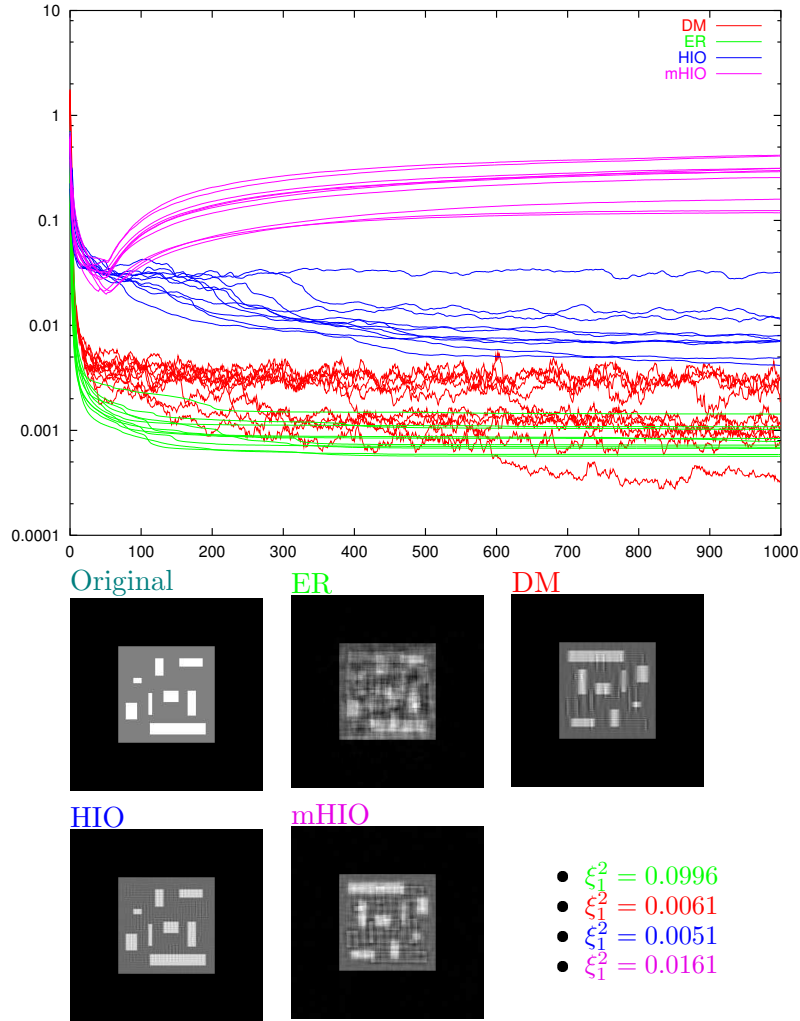 10
1
0.1
0.01
0.001
0.0001
DM
ER
HIO
mHIO
0 100 200 300 400 500 600 700 800 900 1000
Original ER DM
HIO mHIO
• ξ₁² = 0.0996
• ξ₁² = 0.0061
• ξ₁² = 0.0051
• ξ₁² = 0.0161